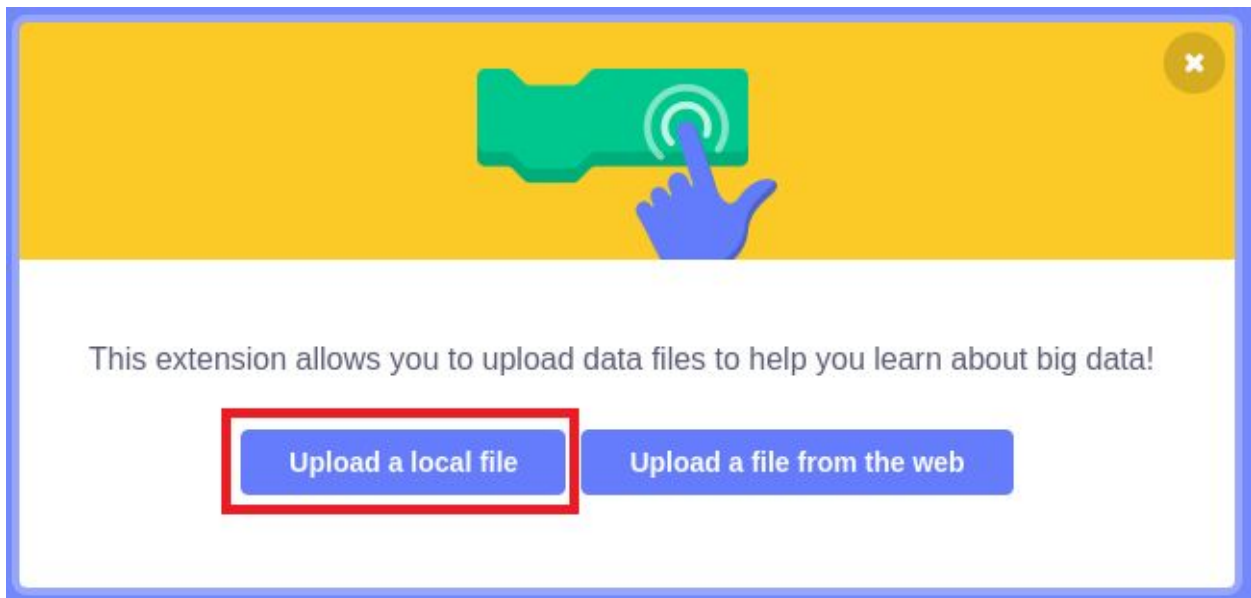 This extension allows you to upload data files to help you learn about big data!
Upload a local file
Upload a file from the web